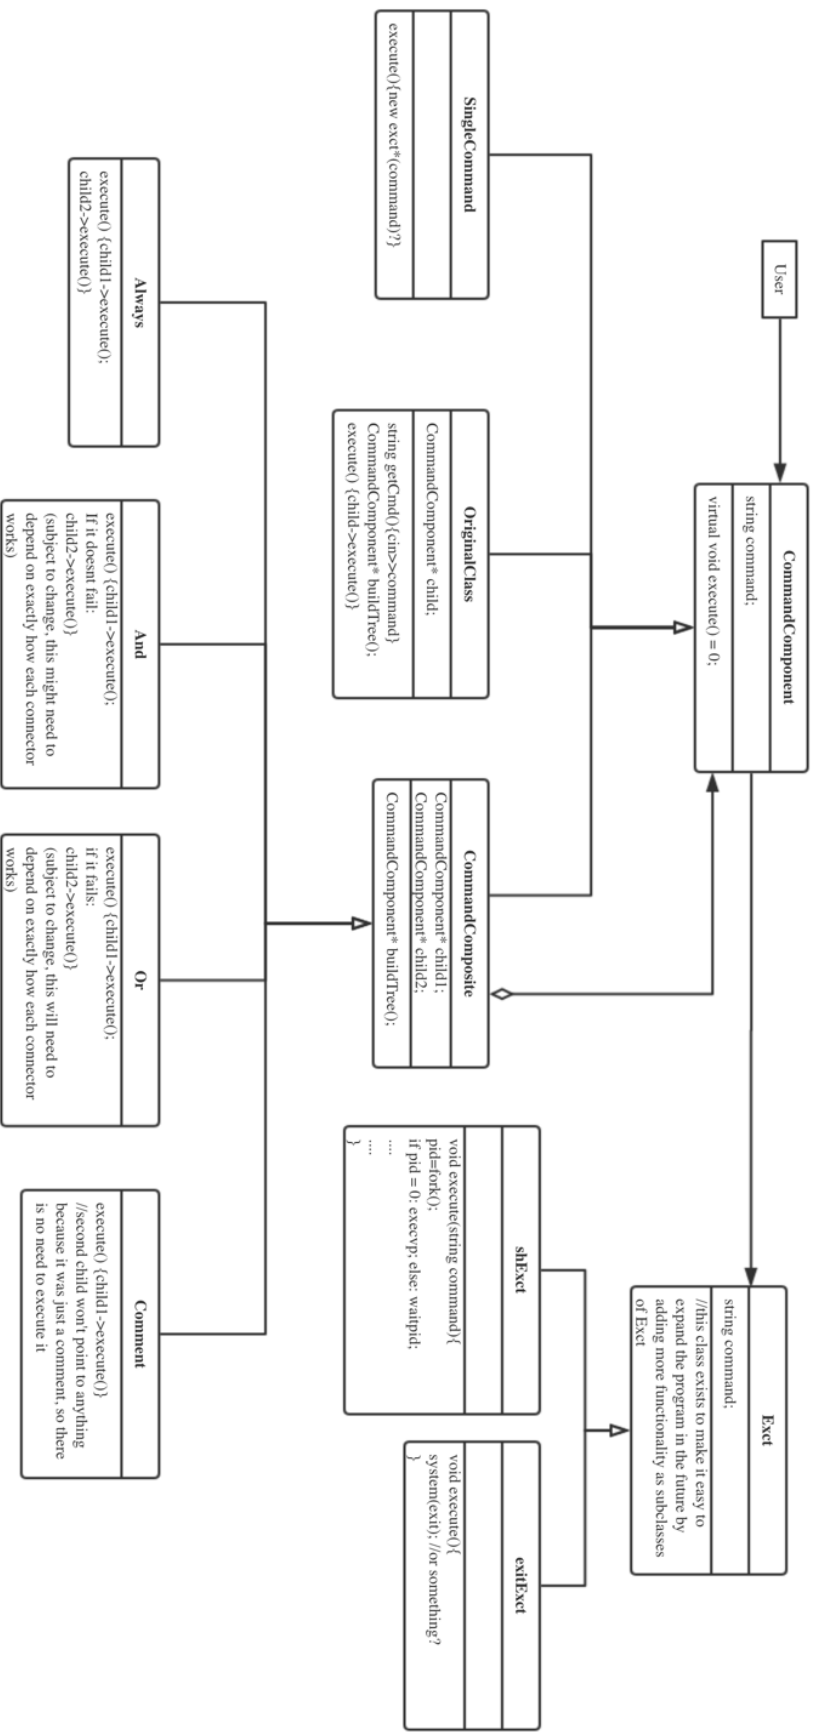 User
CommandComponent
string command;
virtual void execute() = 0;
Exct
string command;
//this class exists to make it easy to
expand the program in the future by
adding more functionality as subclasses
of Exct
SingleCommand
execute(){new exct*(command)?}
OriginalClass
CommandComponent* child;
string getCmd(){cin>>command}
CommandComponent* buildTree();
execute() {child->execute()}
CommandComposite
CommandComponent* child1;
CommandComponent* child2;
CommandComponent* buildTree();
shExct
void execute(string command){
pid=fork();
if pid = 0: execvp; else: waitpid;
....
....
}
exitExct
void execute(){
system(exit); //or something?
}
Always
execute() {child1->execute();
child2->execute()}
And
execute() {child1->execute();
If it doesnt fail:
child2->execute()}
(subject to change, this might need to
depend on exactly how each connector
works)
Or
execute() {child1->execute();
if it fails:
child2->execute()}
(subject to change, this will need to
depend on exactly how each connector
works)
Comment
execute() {child1->execute()}
//second child won't point to anything
because it was just a comment, so there
is no need to execute it